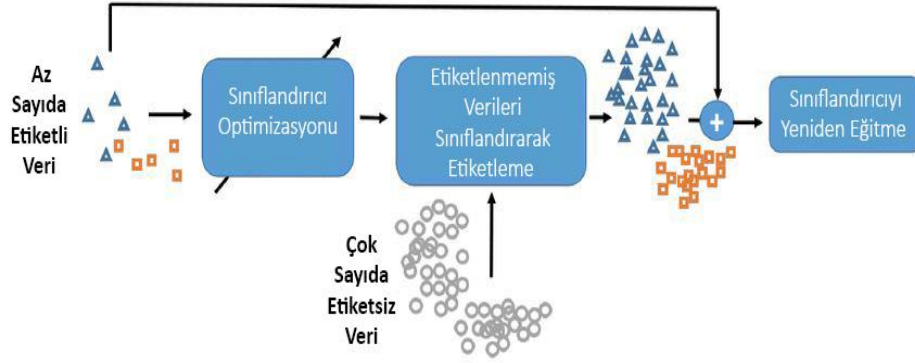 Az
Sayıda
Etiketli
Veri
Sınıflandırıcı
Optimizasyonu
Etiketlenmemiş
Verileri
Sınıflandırarak
Etiketleme
+
Sınıflandırıcıyı
Yeniden Eğitme
Çok
Sayıda
Etiketsiz
Veri